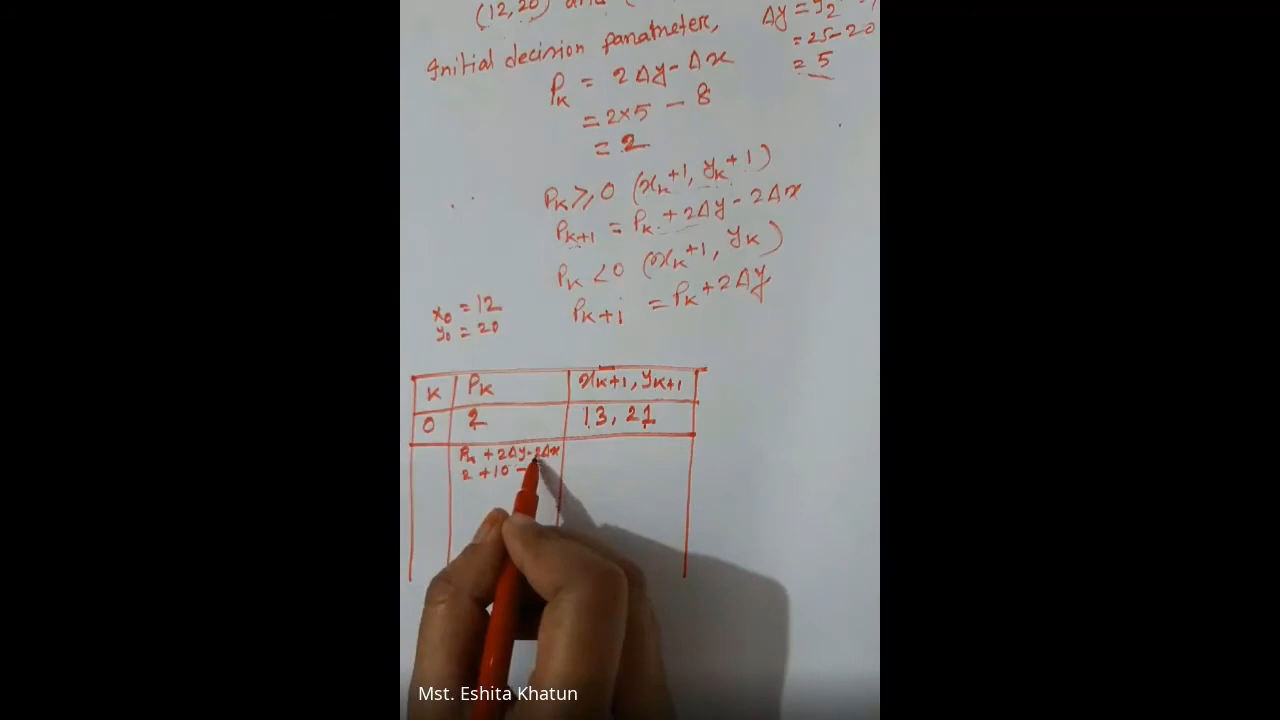 (12,20) and (
Δy = y2
= 25-20
= 5
Initial decision parameter,
Pk = 2Δy - Δx
= 2×5 - 8
= 2
Pk ≥ 0 (xk+1, yk+1)
Pk+1 = Pk + 2Δy - 2Δx
Pk < 0 (xk+1, yk)
Pk+1 = Pk + 2Δy
x0 = 12
y0 = 20
K Pk xk+1, yk+1
0 2 13, 21
Pk + 2Δy - 2Δx
2 + 10 -
Mst. Eshita Khatun